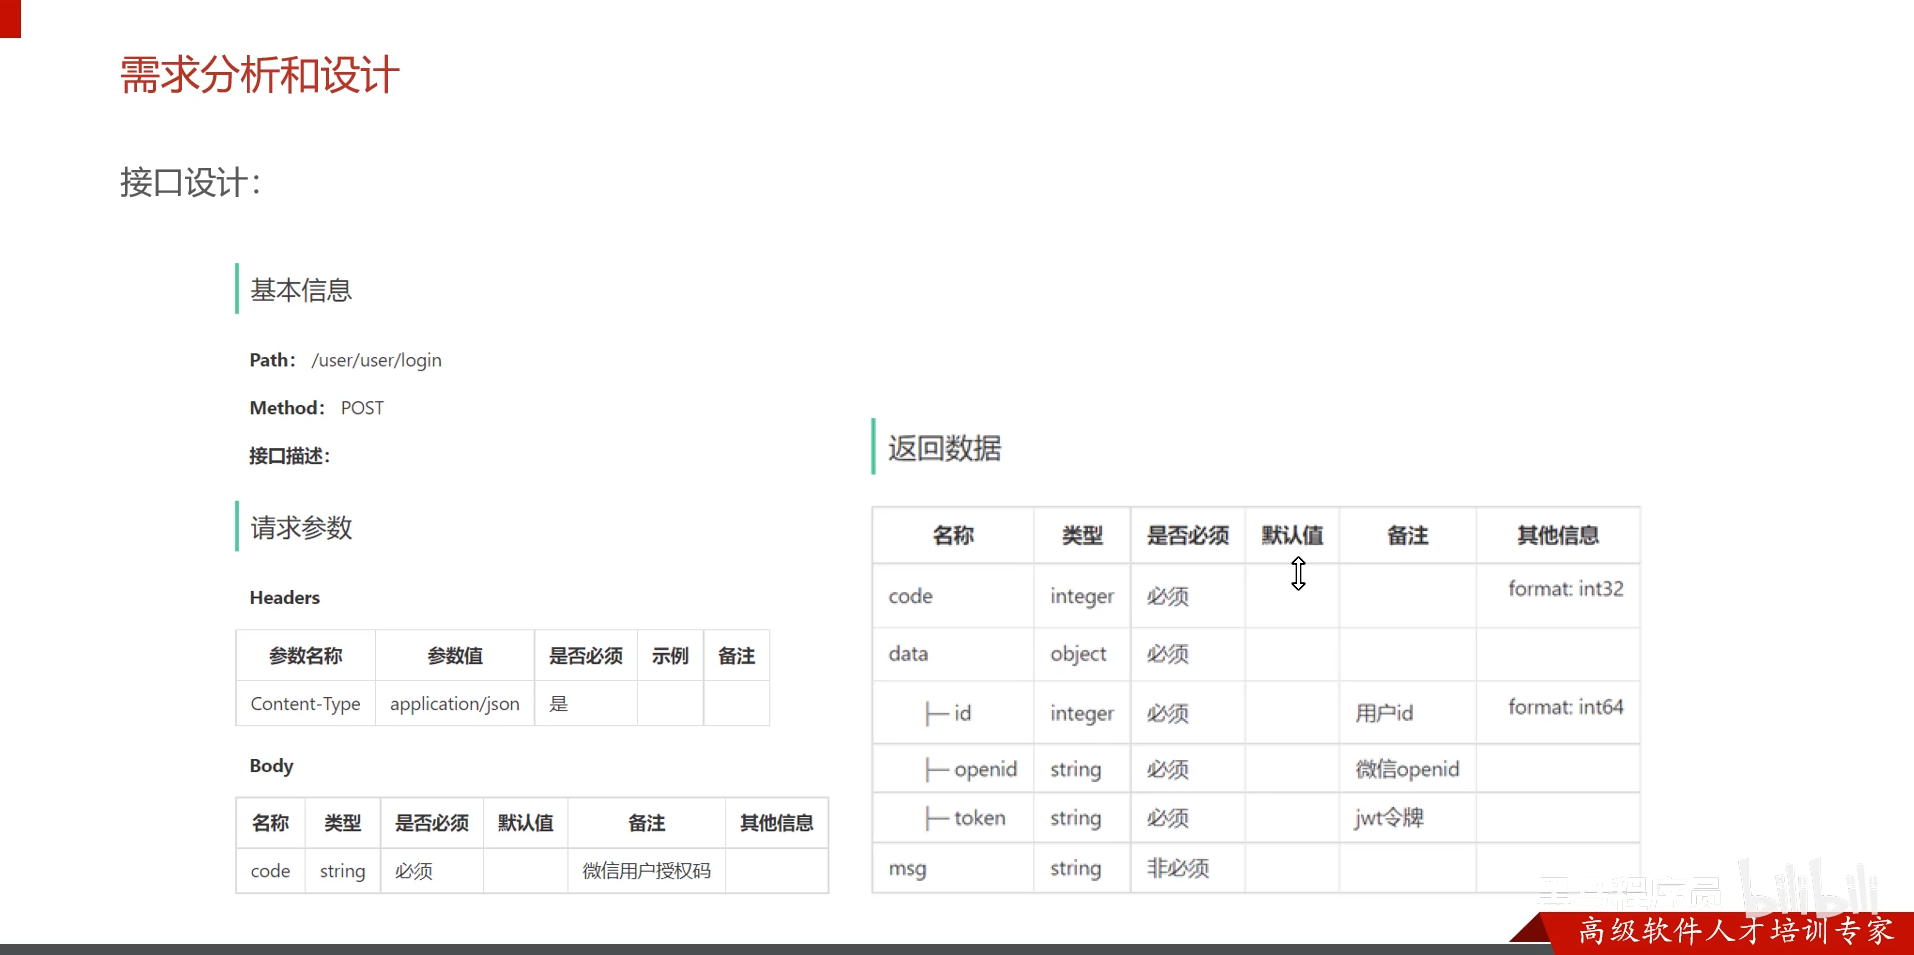 需求分析和设计
接口设计：
基本信息
Path： /user/user/login
Method： POST
接口描述：
请求参数
Headers
参数名称 参数值 是否必须 示例 备注
Content-Type application/json 是
Body
名称 类型 是否必须 默认值 备注 其他信息
code string 必须 微信用户授权码
返回数据
名称 类型 是否必须 默认值 备注 其他信息
code integer 必须 format: int32
data object 必须
├─ id integer 必须 用户id format: int64
├─ openid string 必须 微信openid
├─ token string 必须 jwt令牌
msg string 非必须
黑马程序员 bilibili
高级软件人才培训专家